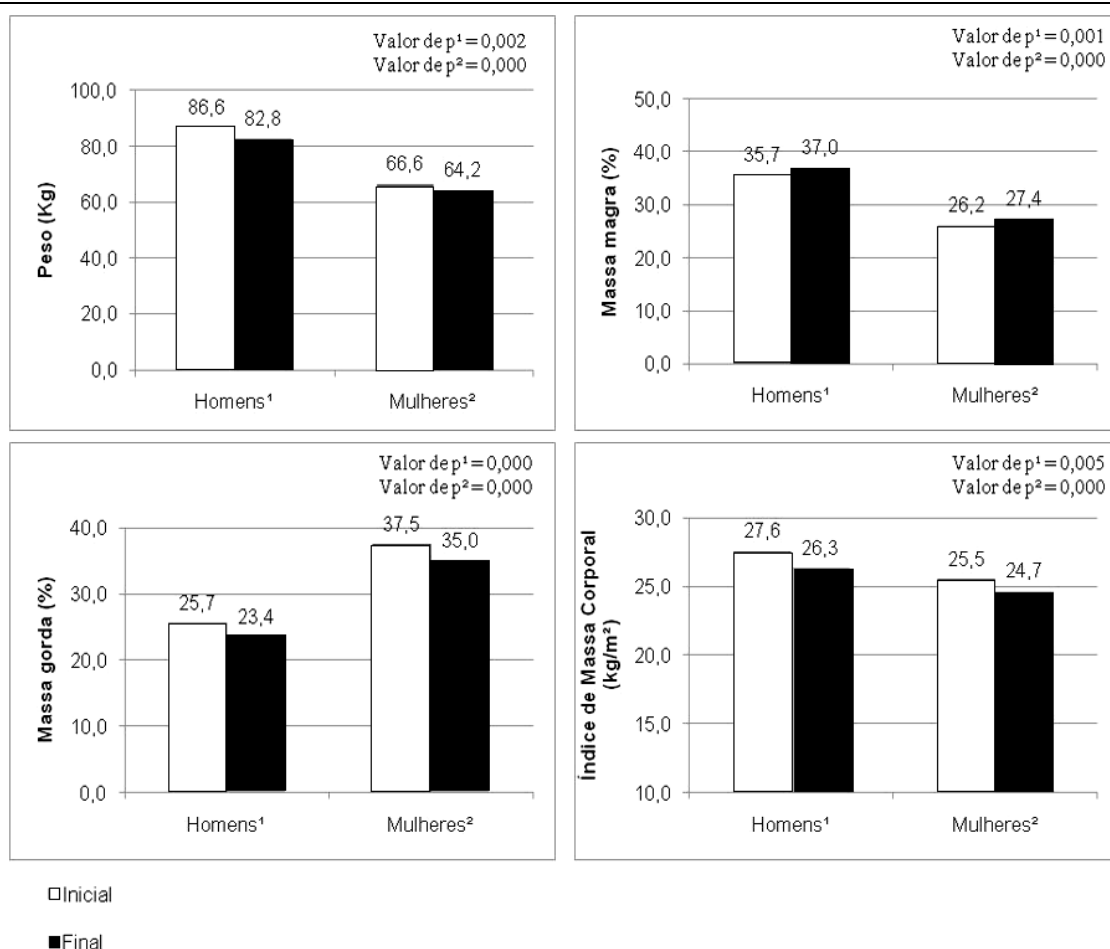 Valor de p¹=0,002
Valor de p²=0,000
Peso (Kg)
100,0
80,0
60,0
40,0
20,0
0,0
86,6
82,8
66,6
64,2
Homens¹
Mulheres²
Valor de p¹=0,001
Valor de p²=0,000
Massa magra (%)
50,0
40,0
30,0
20,0
10,0
0,0
35,7
37,0
26,2
27,4
Homens¹
Mulheres²
Valor de p¹=0,000
Valor de p²=0,000
Massa gorda (%)
40,0
30,0
20,0
10,0
0,0
25,7
23,4
37,5
35,0
Homens¹
Mulheres²
Valor de p¹=0,005
Valor de p²=0,000
Índice de Massa Corporal
(kg/m²)
30,0
25,0
20,0
15,0
10,0
27,6
26,3
25,5
24,7
Homens¹
Mulheres²
Inicial
Final